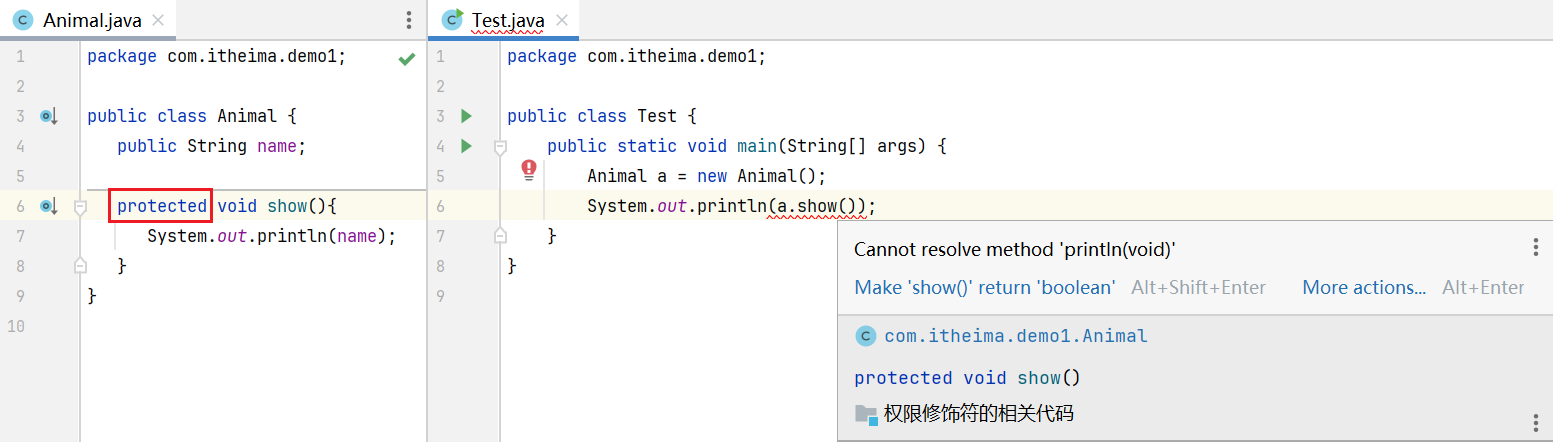 Animal.java
1 package com.itheima.demo1;
2
3 public class Animal {
4 public String name;
5
6 protected void show(){
7 System.out.println(name);
8 }
9 }
10
Test.java
1 package com.itheima.demo1;
2
3 public class Test {
4 public static void main(String[] args) {
5 Animal a = new Animal();
6 System.out.println(a.show());
7 }
8 }
9
Cannot resolve method 'println(void)'
Make 'show()' return 'boolean' Alt+Shift+Enter More actions... Alt+Enter
C com.itheima.demo1.Animal
protected void show()
权限修饰符的相关代码